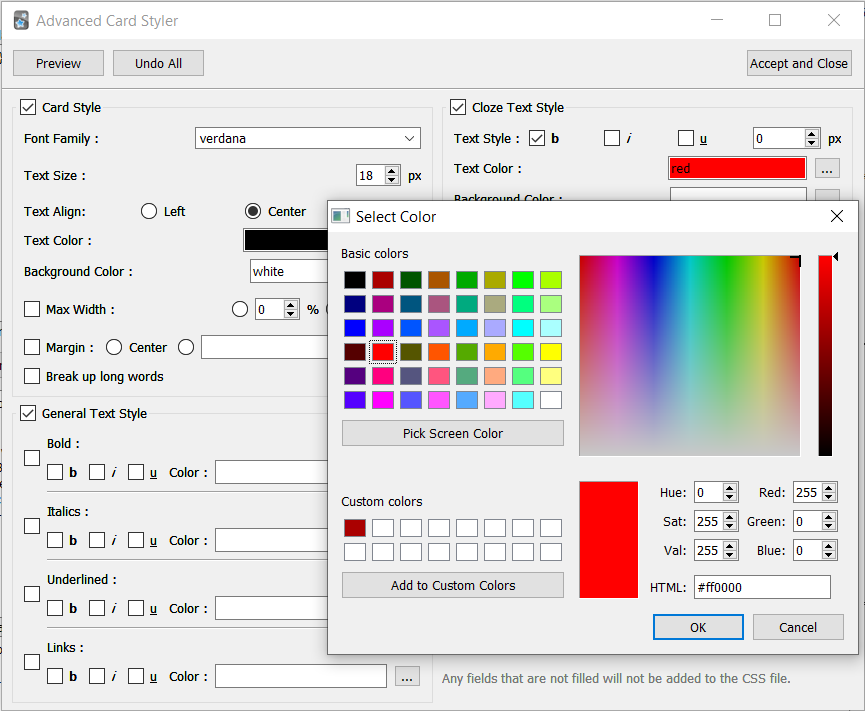 Advanced Card Styler
Preview Undo All Accept and Close
Card Style
Font Family : verdana
Text Size : 18 px
Text Align: Left Center
Text Color :
Background Color : white
Max Width : 0 %
Margin : Center
Break up long words
General Text Style
Bold :
b i u Color :
Italics :
b i u Color :
Underlined :
b i u Color :
Links :
b i u Color : ...
Cloze Text Style
Text Style : b i u 0 px
Text Color : red ...
Background Color :
Select Color
Basic colors
Pick Screen Color
Custom colors
Add to Custom Colors
Hue: 0 Red: 255
Sat: 255 Green: 0
Val: 255 Blue: 0
HTML: #ff0000
OK Cancel
Any fields that are not filled will not be added to the CSS file.